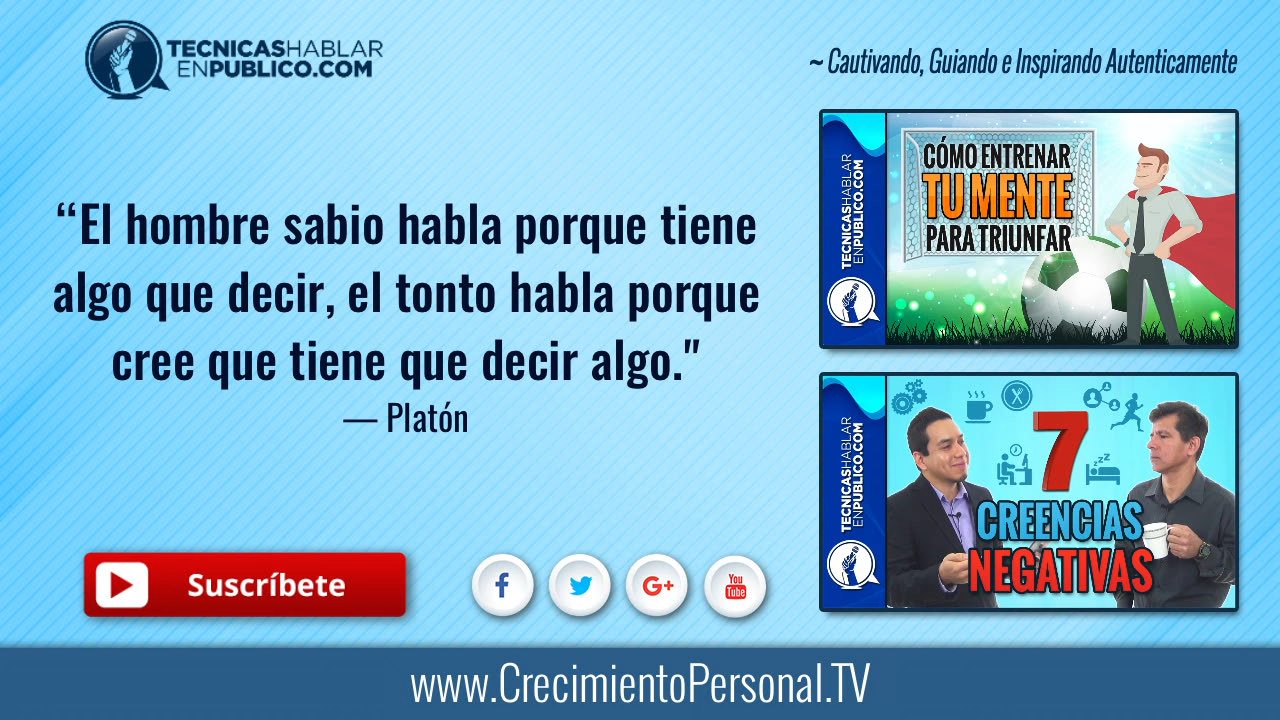 TECNICASHABLAR
ENPUBLICO.COM
~ Cautivando, Guiando e Inspirando Autenticamente
“El hombre sabio habla porque tiene
algo que decir, el tonto habla porque
cree que tiene que decir algo."
— Platón
TECNICASHABLAR
ENPUBLICO.COM
CÓMO ENTRENAR
TU MENTE
PARA TRIUNFAR
TECNICASHABLAR
ENPUBLICO.COM
7
CREENCIAS
NEGATIVAS
Suscríbete
f
G+
You
Tube
www.CrecimientoPersonal.TV